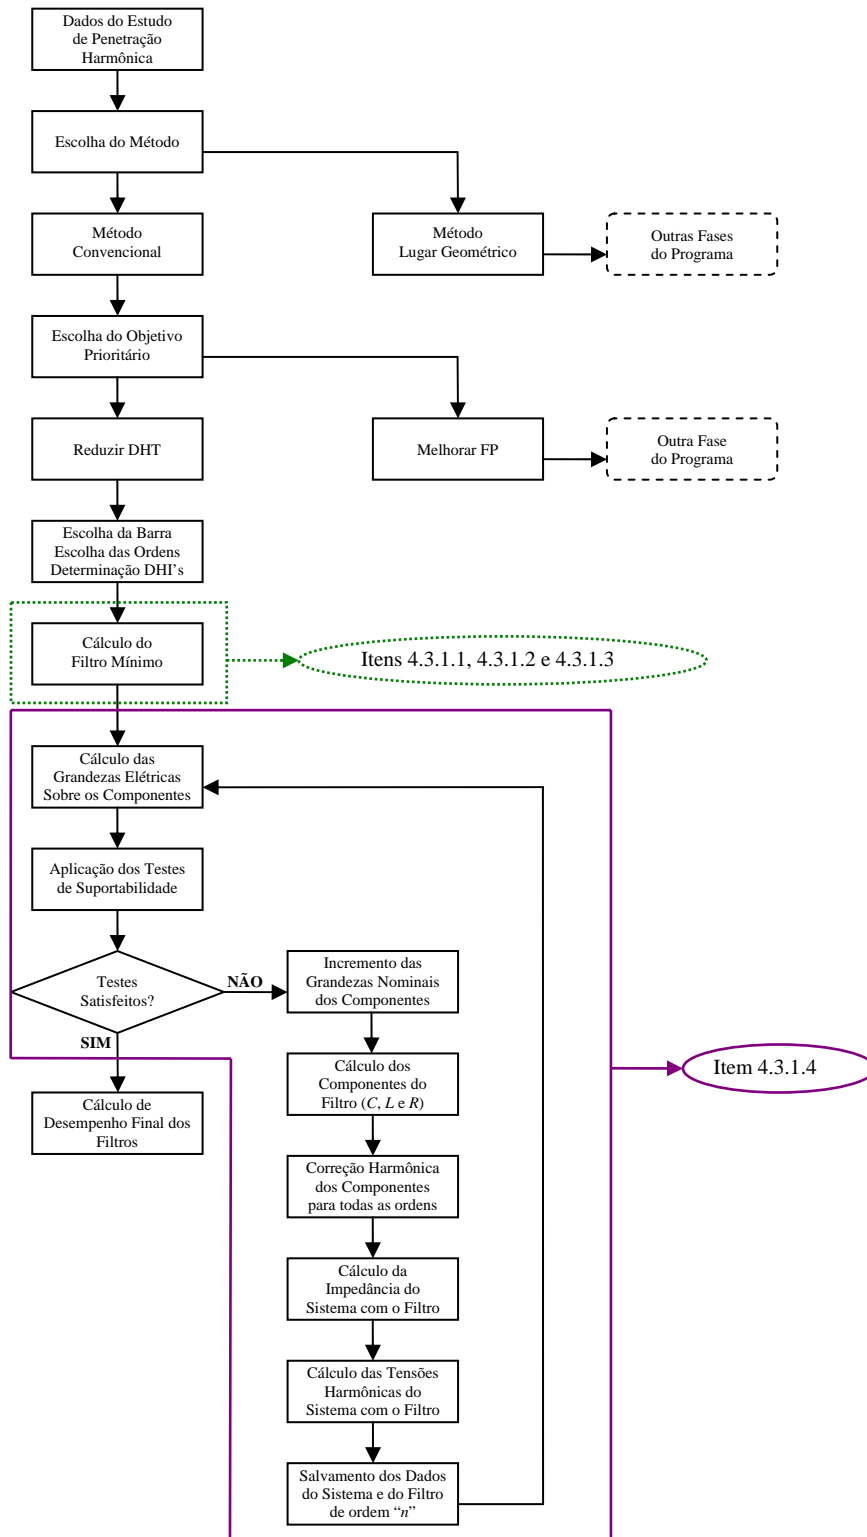 Dados do Estudo
de Penetração
Harmônica
Escolha do Método
Método
Convencional
Método
Lugar Geométrico
Outras Fases
do Programa
Escolha do Objetivo
Prioritário
Reduzir DHT
Melhorar FP
Outra Fase
do Programa
Escolha da Barra
Escolha das Ordens
Determinação DHI's
Cálculo do
Filtro Mínimo
Itens 4.3.1.1, 4.3.1.2 e 4.3.1.3
Cálculo das
Grandezas Elétricas
Sobre os Componentes
Aplicação dos Testes
de Suportabilidade
Testes
Satisfeitos?
NÃO
SIM
Incremento das
Grandezas Nominais
dos Componentes
Cálculo dos
Componentes do
Filtro (C, L e R)
Item 4.3.1.4
Cálculo de
Desempenho Final dos
Filtros
Correção Harmônica
dos Componentes
para todas as ordens
Cálculo da
Impedância do
Sistema com o Filtro
Cálculo das Tensões
Harmônicas do
Sistema com o Filtro
Salvamento dos Dados
do Sistema e do Filtro
de ordem “n”